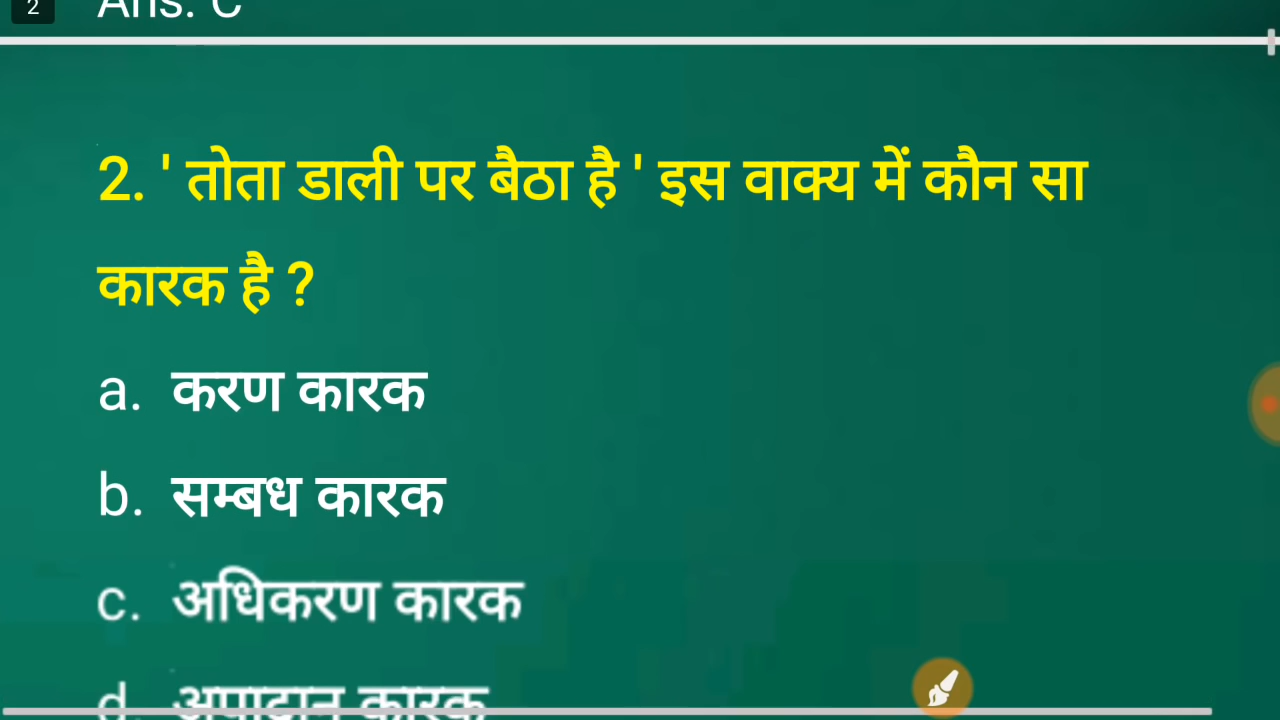 2
Ans. C
2. ' तोता डाली पर बैठा है ' इस वाक्य में कौन सा
कारक है ?
a. करण कारक
b. सम्बध कारक
c. अधिकरण कारक
d. अपादान कारक